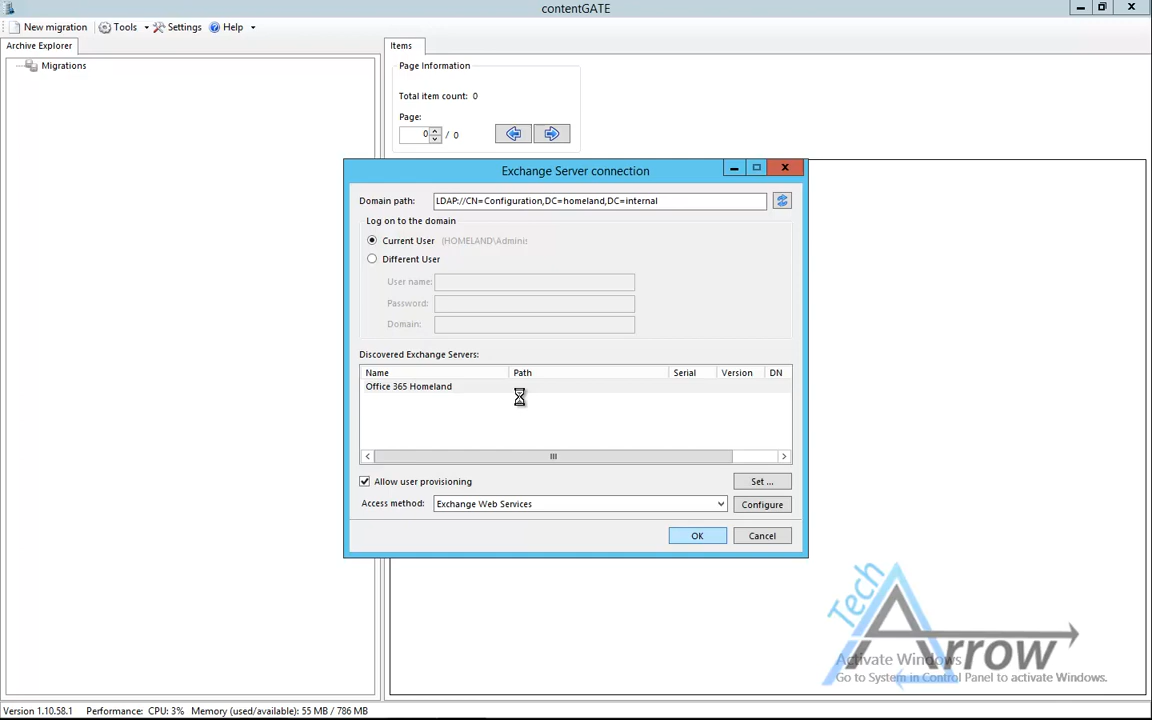 contentGATE
New migration
Tools
Settings
Help
Archive Explorer
Items
Migrations
Page Information
Total item count: 0
Page:
0 / 0
Exchange Server connection
Domain path: LDAP://CN=Configuration,DC=homeland,DC=internal
Log on to the domain
Current User (HOMELAND\Admini
Different User
User name:
Password:
Domain:
Discovered Exchange Servers:
Name Path Serial Version DN
Office 365 Homeland
Allow user provisioning
Set ...
Access method: Exchange Web Services
Configure
OK Cancel
Tech
Arrow
Activate Windows
Go to System in Control Panel to activate Windows.
Version 1.10.58.1 Performance: CPU: 3% Memory (used/available): 55 MB / 786 MB